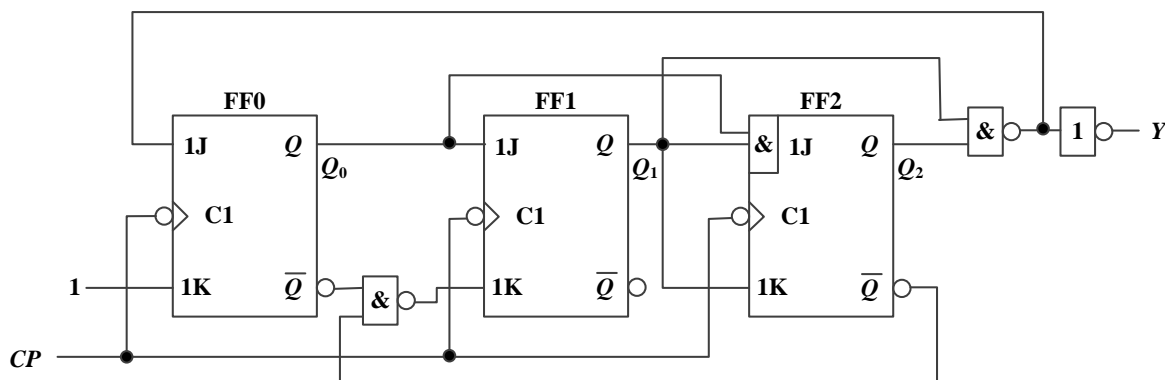 FF0
FF1
FF2
1J
Q
Q₀
1J
Q
Q₁
&
1J
Q
Q₂
&
1
Y
C1
C1
C1
1
1K
Q̅
&
1K
Q̅
1K
Q̅
CP